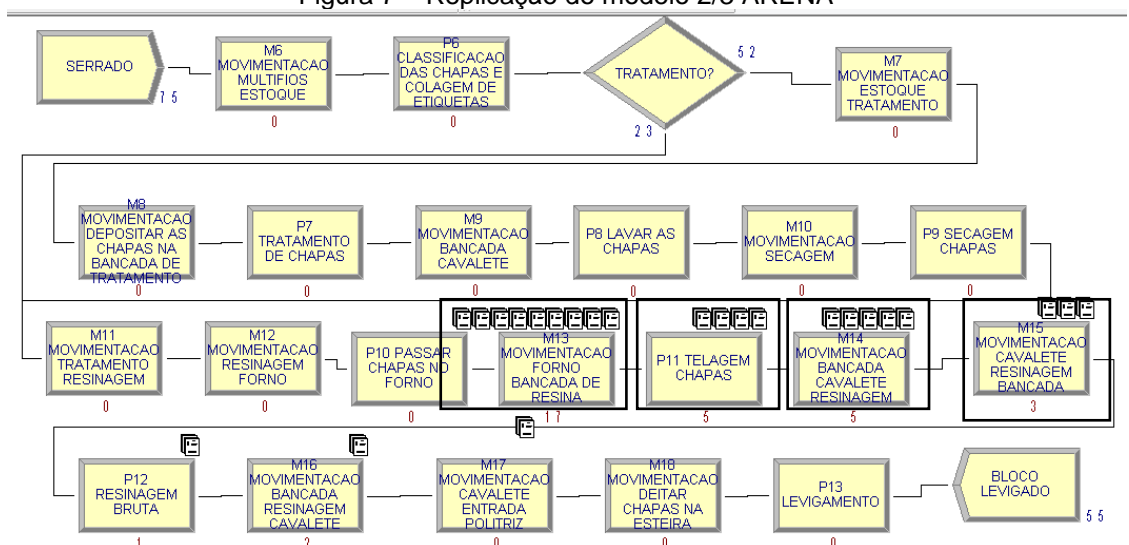 Figura 7 – Replicação do modelo 2/3 ARENA
SERRADO
7 5
M6
MOVIMENTACAO
MULTIFIOS
ESTOQUE
0
P6
CLASSIFICACAO
DAS CHAPAS E
COLAGEM DE
ETIQUETAS
0
TRATAMENTO?
5 2
2 3
M7
MOVIMENTACAO
ESTOQUE
TRATAMENTO
0
M8
MOVIMENTACAO
DEPOSITAR AS
CHAPAS NA
BANCADA DE
TRATAMENTO
0
P7
TRATAMENTO
DE CHAPAS
0
M9
MOVIMENTACAO
BANCADA
CAVALETE
0
P8 LAVAR AS
CHAPAS
0
M10
MOVIMENTACAO
SECAGEM
0
P9 SECAGEM
CHAPAS
0
M11
MOVIMENTACAO
TRATAMENTO
RESINAGEM
0
M12
MOVIMENTACAO
RESINAGEM
FORNO
0
P10 PASSAR
CHAPAS NO
FORNO
0
M13
MOVIMENTACAO
FORNO
BANCADA DE
RESINA
1 7
P11 TELAGEM
CHAPAS
5
M14
MOVIMENTACAO
BANCADA
CAVALETE
RESINAGEM
5
M15
MOVIMENTACAO
CAVALETE
RESINAGEM
BANCADA
3
P12
RESINAGEM
BRUTA
1
M16
MOVIMENTACAO
BANCADA
RESINAGEM
CAVALETE
2
M17
MOVIMENTACAO
CAVALETE
ENTRADA
POLITRIZ
0
M18
MOVIMENTACAO
DEITAR
CHAPAS NA
ESTEIRA
0
P13
LEVIGAMENTO
0
BLOCO
LEVIGADO
5 5